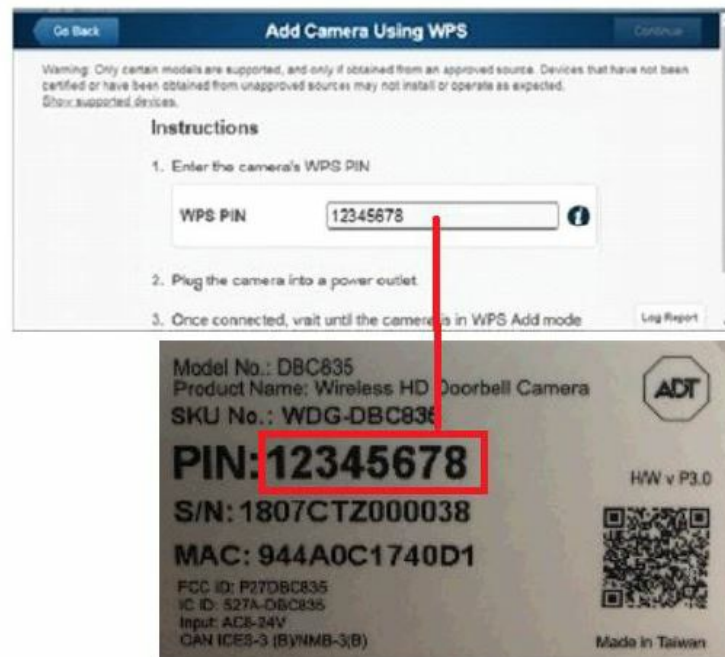 Go Back
Add Camera Using WPS
Continue
Warning: Only certain models are supported, and only if obtained from an approved source. Devices that have not been
certified or have been obtained from unapproved sources may not install or operate as expected.
Show supported devices.
Instructions
1. Enter the camera's WPS PIN
WPS PIN
12345678
i
2. Plug the camera into a power outlet
3. Once connected, wait until the camera is in WPS Add mode
Log Report
Model No.: DBC835
Product Name: Wireless HD Doorbell Camera
SKU No.: WDG-DBC835
ADT
PIN:12345678
H/W v P3.0
S/N: 1807CTZ000038
MAC: 944A0C1740D1
FCC ID: P27DBC835
IC ID: 527A-DBC835
Input: AC8-24V
CAN ICES-3 (B)/NMB-3(B)
Made in Taiwan